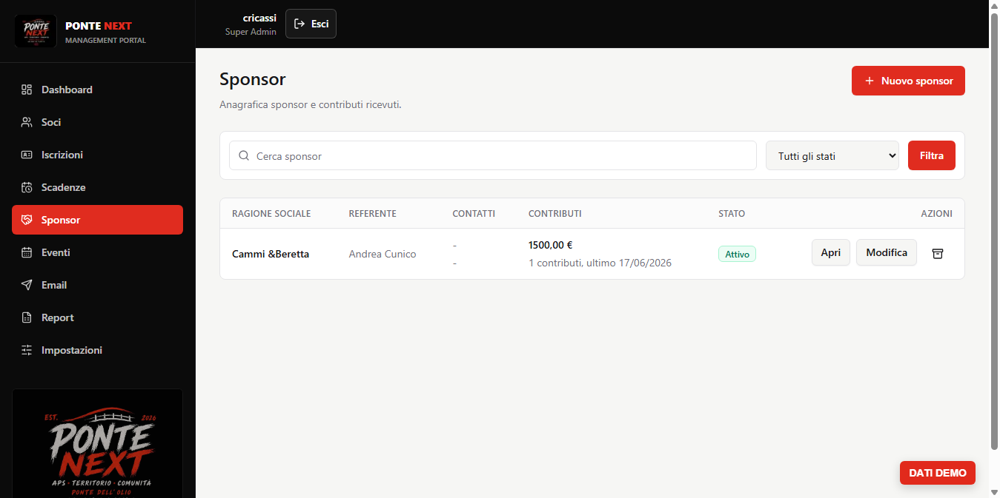 PONTE NEXT
MANAGEMENT PORTAL
cricassi
Super Admin
Esci
Dashboard
Soci
Iscrizioni
Scadenze
Sponsor
Eventi
Email
Report
Impostazioni
EST. 2026
PONTE
NEXT
APS · TERRITORIO · COMUNITÀ
PONTE DELL'OLIO
Sponsor
Anagrafica sponsor e contributi ricevuti.
+ Nuovo sponsor
Cerca sponsor
Tutti gli stati
Filtra
RAGIONE SOCIALE REFERENTE CONTATTI CONTRIBUTI STATO AZIONI
Cammi &Beretta Andrea Cunico - 1500,00 € Attivo Apri Modifica
- 1 contributi, ultimo 17/06/2026
DATI DEMO